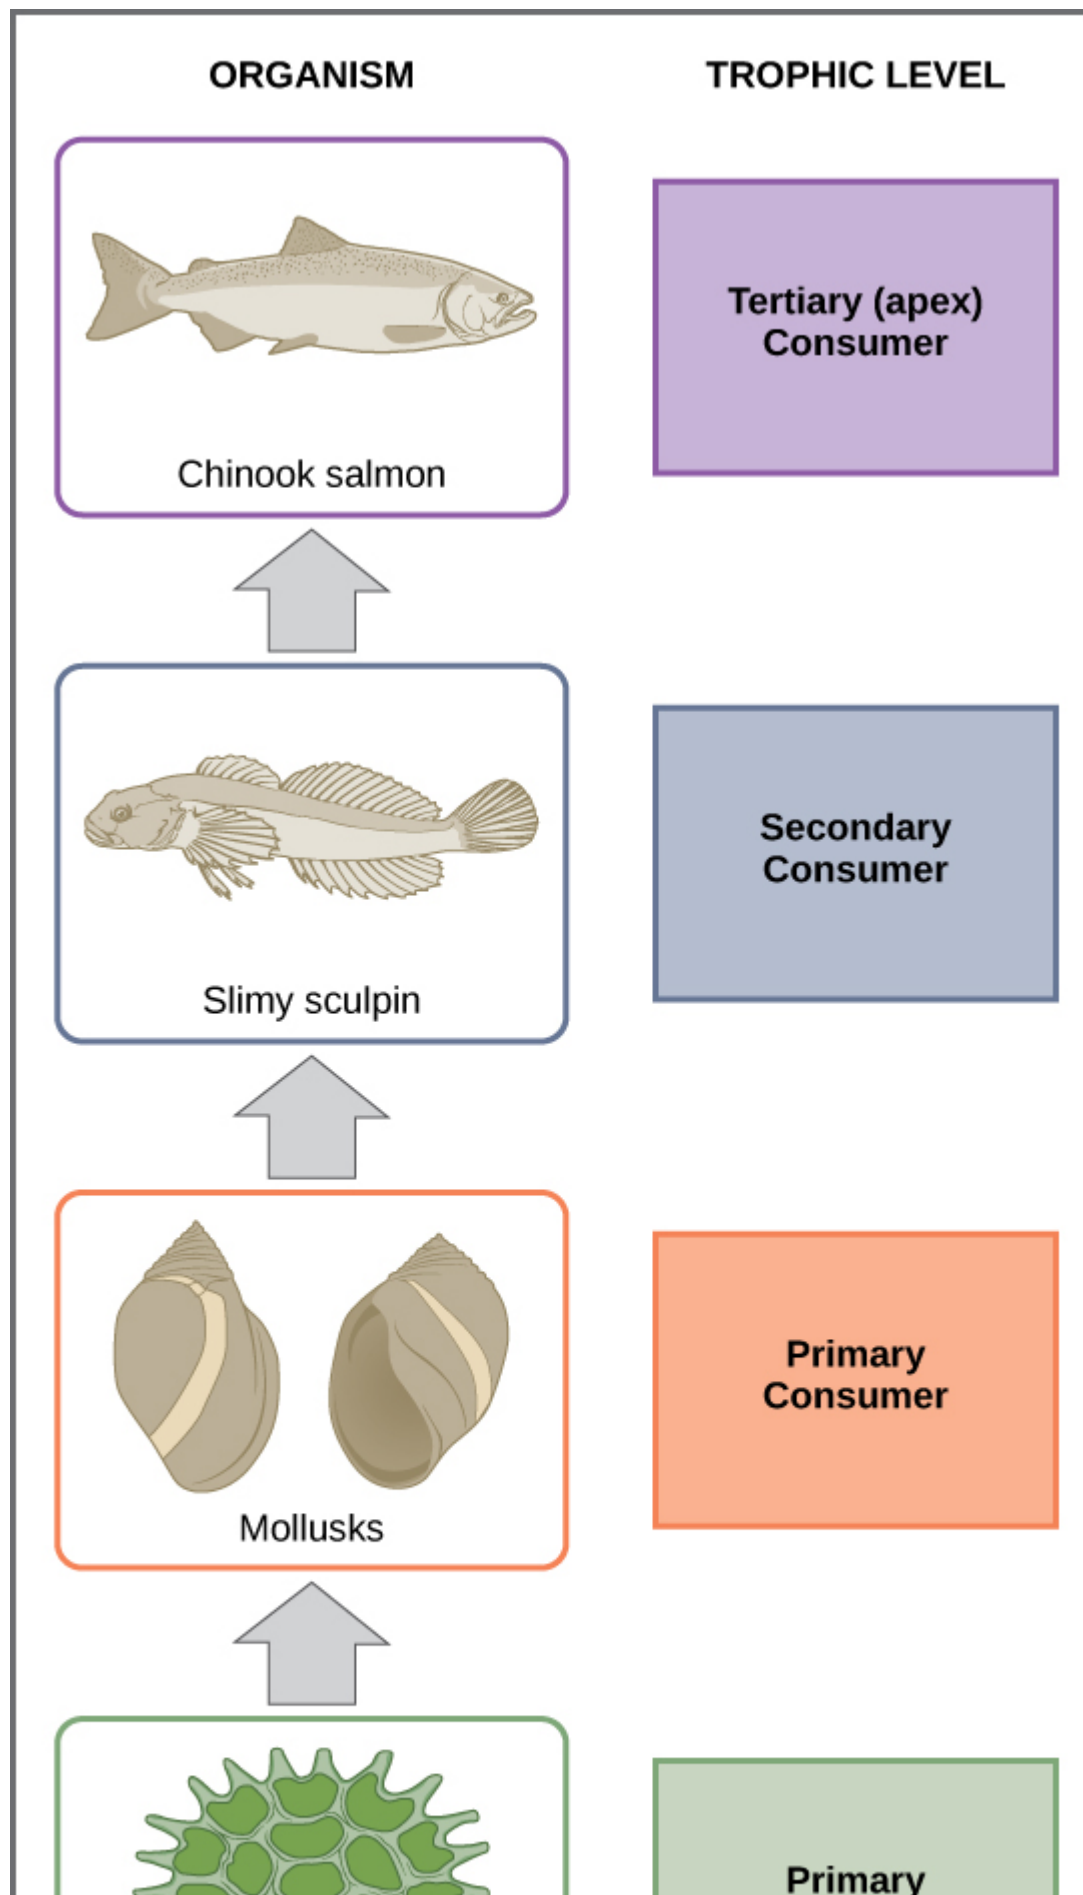 ORGANISM
TROPHIC LEVEL
Tertiary (apex)
Consumer
Chinook salmon
Secondary
Consumer
Slimy sculpin
Primary
Consumer
Mollusks
Primary